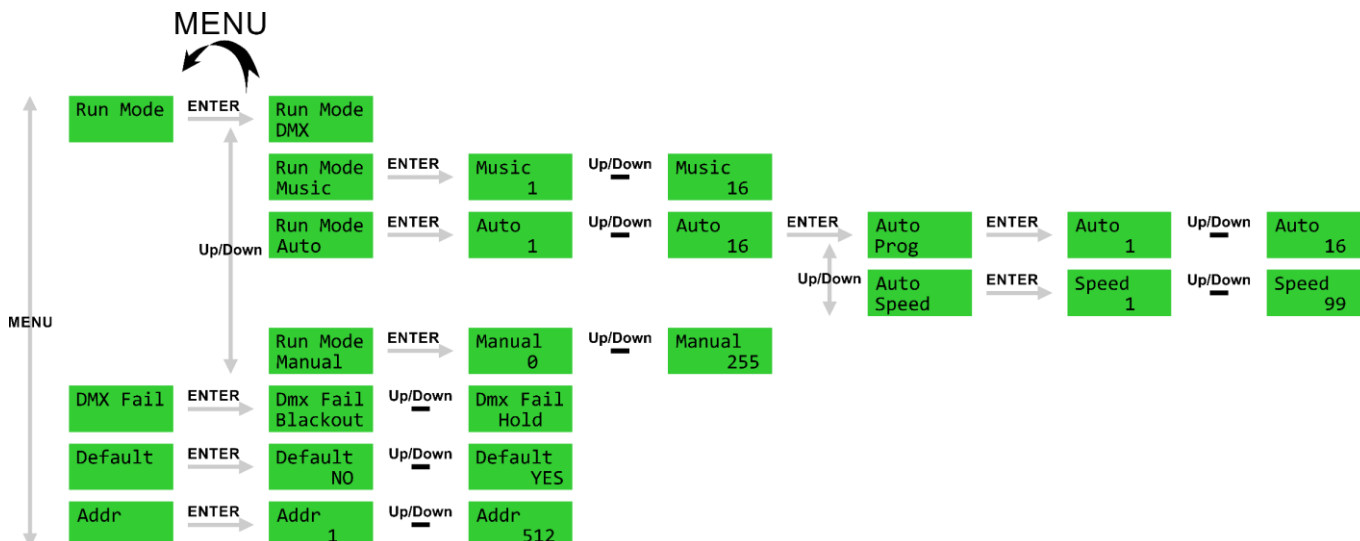 MENU
Run Mode ENTER Run Mode
DMX
Run Mode ENTER Music Up/Down Music
Music 1 16
Run Mode ENTER Auto Up/Down Auto ENTER Auto ENTER Auto Up/Down Auto
Auto 1 16 Prog 1 16
Up/Down
Up/Down
Auto ENTER Speed Up/Down Speed
Speed 1 99
MENU
Run Mode ENTER Manual Up/Down Manual
Manual 0 255
DMX Fail ENTER Dmx Fail Up/Down Dmx Fail
Blackout Hold
Default ENTER Default Up/Down Default
NO YES
Addr ENTER Addr Up/Down Addr
1 512